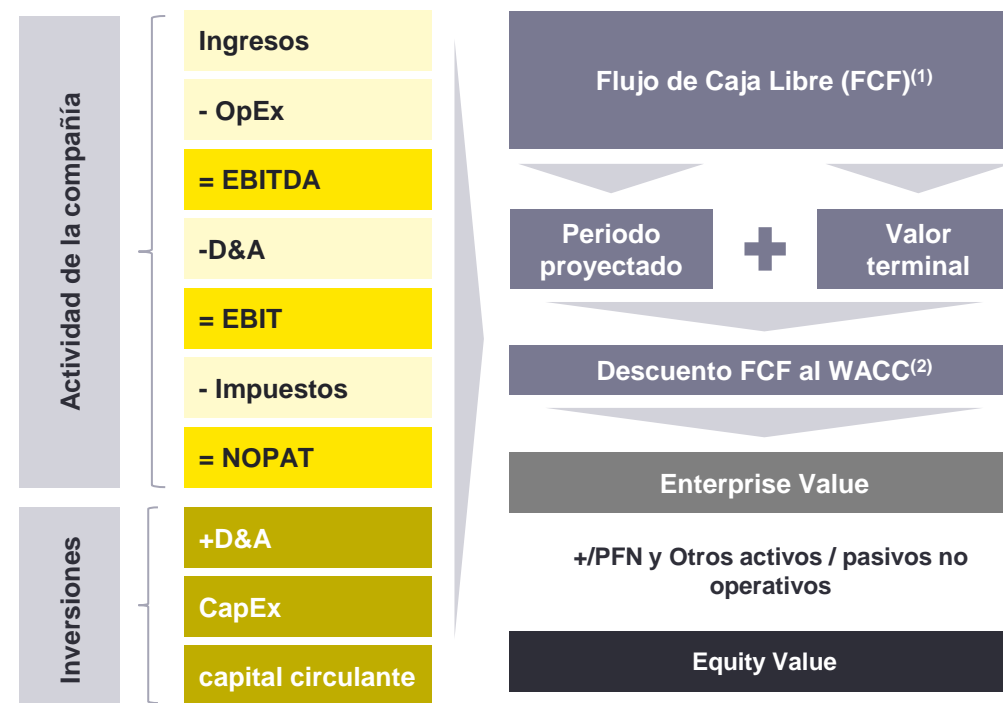 Actividad de la compañía
Ingresos
- OpEx
= EBITDA
-D&A
= EBIT
- Impuestos
= NOPAT
Inversiones
+D&A
CapEx
capital circulante
Flujo de Caja Libre (FCF)(1)
Periodo
proyectado
Valor
terminal
Descuento FCF al WACC(2)
Enterprise Value
+/PFN y Otros activos / pasivos no
operativos
Equity Value